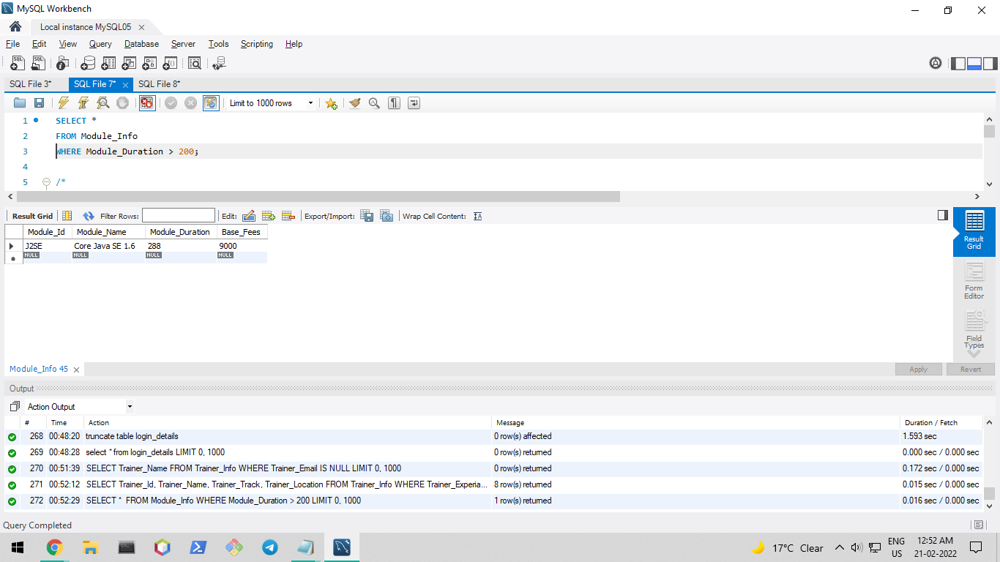 MySQL Workbench
Local instance MySQL05
File Edit View Query Database Server Tools Scripting Help
SQL File 3* SQL File 7* SQL File 8*
Limit to 1000 rows
1 SELECT *
2 FROM Module_Info
3 WHERE Module_Duration > 200;
4
5 /*
Result Grid Filter Rows: Edit: Export/Import: Wrap Cell Content:
Module_Id Module_Name Module_Duration Base_Fees
J2SE Core Java SE 1.6 288 9000
NULL NULL NULL NULL
Result Grid
Form Editor
Field Types
Module_Info 45 Apply Revert
Output
Action Output
# Time Action Message Duration / Fetch
268 00:48:20 truncate table login_details 0 row(s) affected 1.593 sec
269 00:48:28 select * from login_details LIMIT 0, 1000 0 row(s) returned 0.000 sec / 0.000 sec
270 00:51:39 SELECT Trainer_Name FROM Trainer_Info WHERE Trainer_Email IS NULL LIMIT 0, 1000 0 row(s) returned 0.172 sec / 0.000 sec
271 00:52:12 SELECT Trainer_Id, Trainer_Name, Trainer_Track, Trainer_Location FROM Trainer_Info WHERE Trainer_Experia... 8 row(s) returned 0.015 sec / 0.000 sec
272 00:52:29 SELECT * FROM Module_Info WHERE Module_Duration > 200 LIMIT 0, 1000 1 row(s) returned 0.016 sec / 0.000 sec
Query Completed
17°C Clear ENG US 12:52 AM 21-02-2022